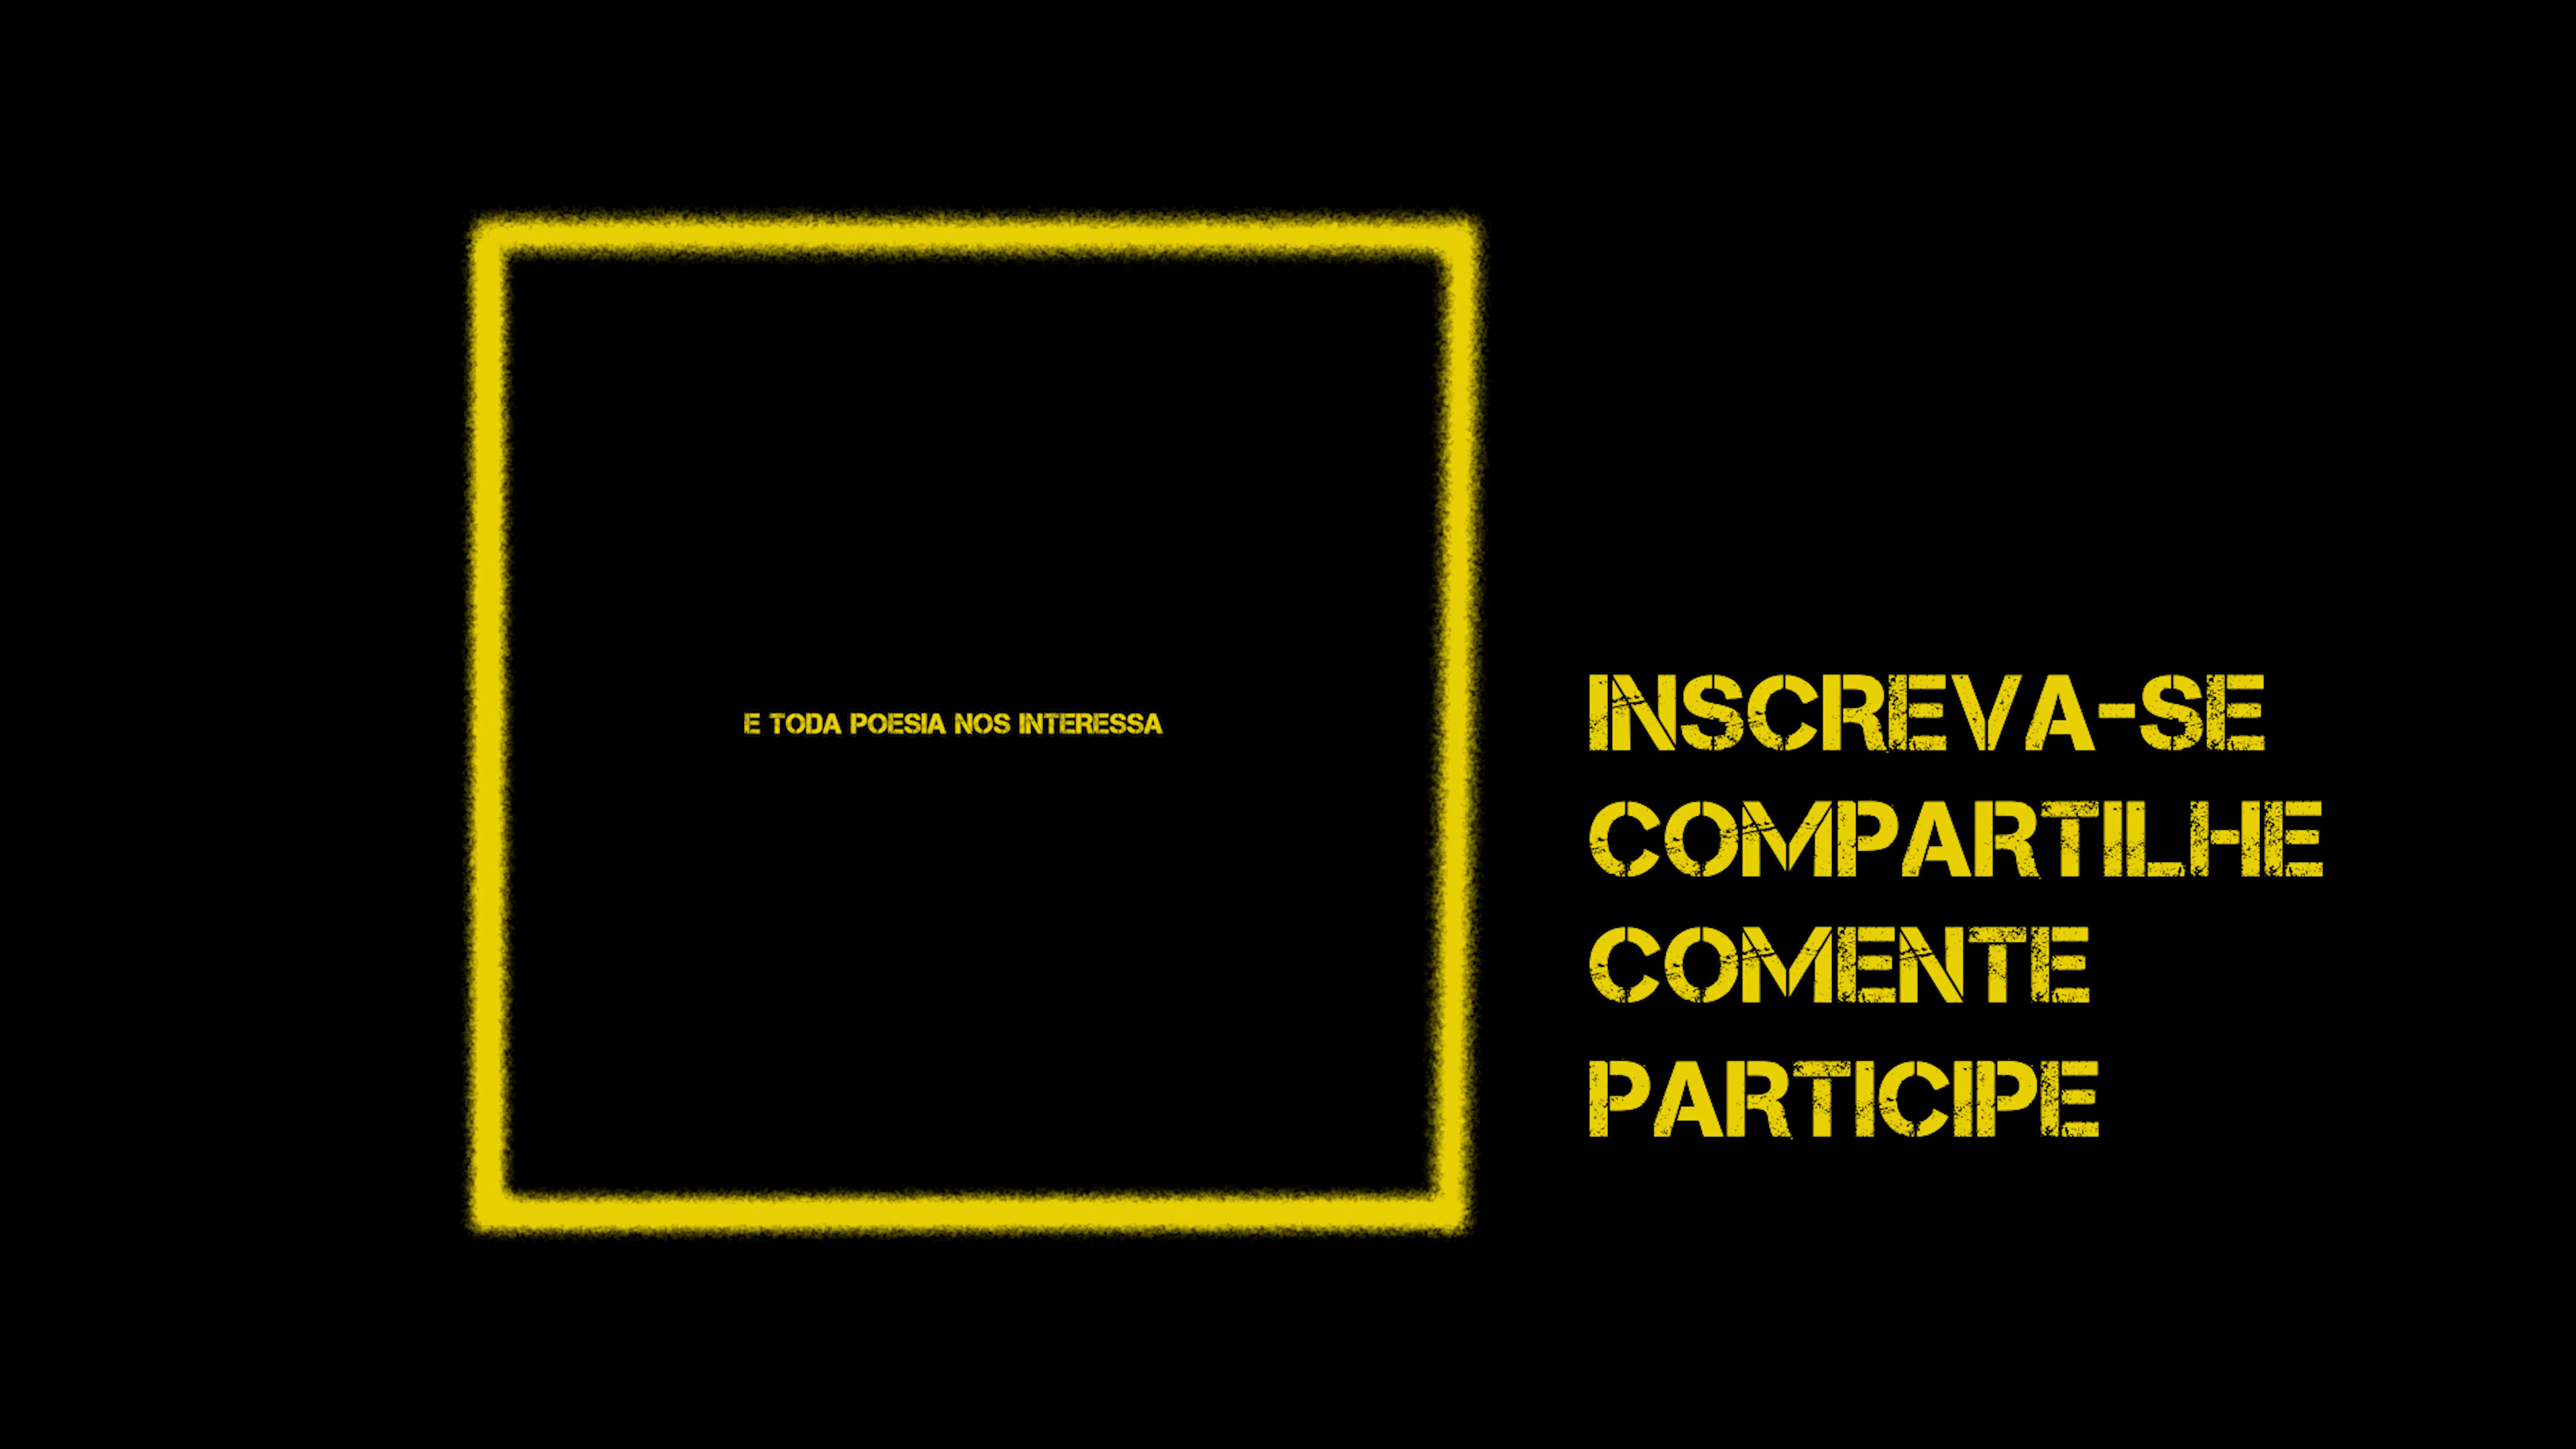 E TODA POESIA NOS INTERESSA
INSCREVA-SE
COMPARTILHE
COMENTE
PARTICIPE